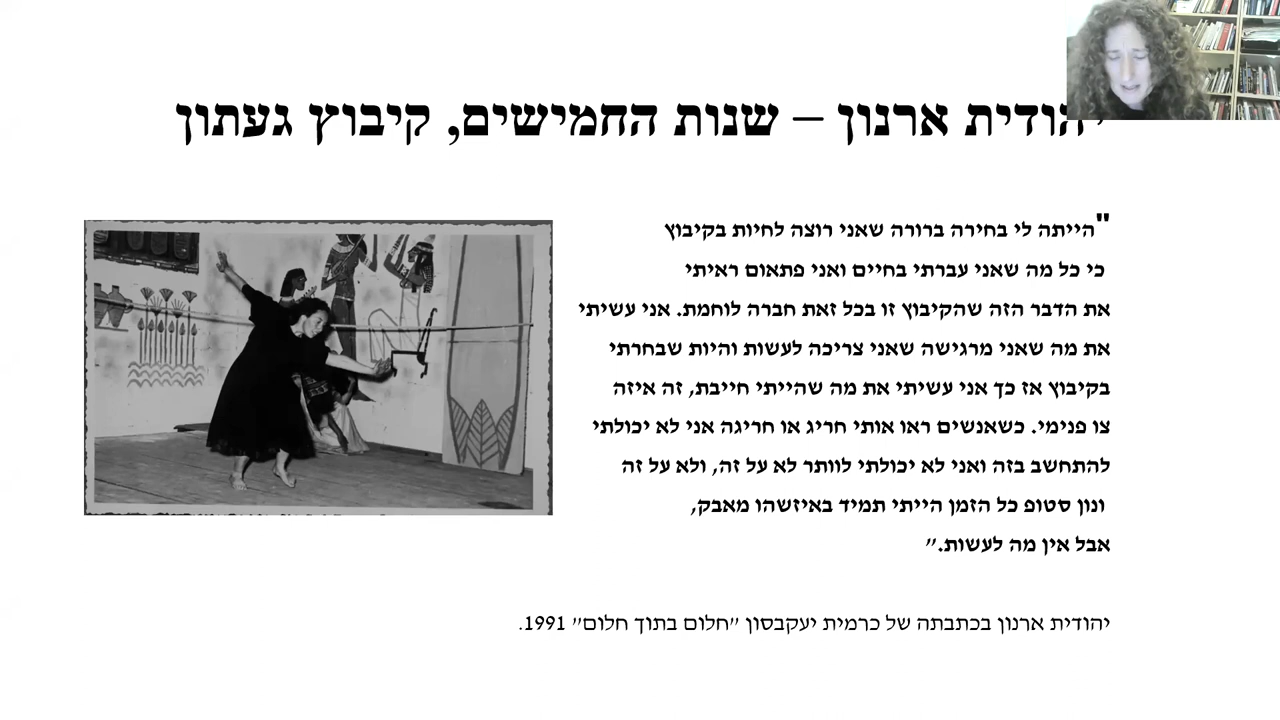 יהודית ארנון – שנות החמישים, קיבוץ געתון
"הייתה לי בחירה ברורה שאני רוצה לחיות בקיבוץ
כי כל מה שאני עברתי בחיים ואני פתאום ראיתי
את הדבר הזה שהקיבוץ זו בכל זאת חברה לוחמת. אני עשיתי
את מה שאני מרגישה שאני צריכה לעשות והיות שבחרתי
בקיבוץ אז כך אני עשיתי את מה שהייתי חייבת, זה איזה
צו פנימי. כשאנשים ראו אותי חריג או חריגה אני לא יכולתי
להתחשב בזה ואני לא יכולתי לוותר לא על זה, ולא על זה
ונון סטופ כל הזמן הייתי תמיד באיזשהו מאבק,
אבל אין מה לעשות.״
יהודית ארנון בכתבתה של כרמית יעקבסון ״חלום בתוך חלום״ 1991.